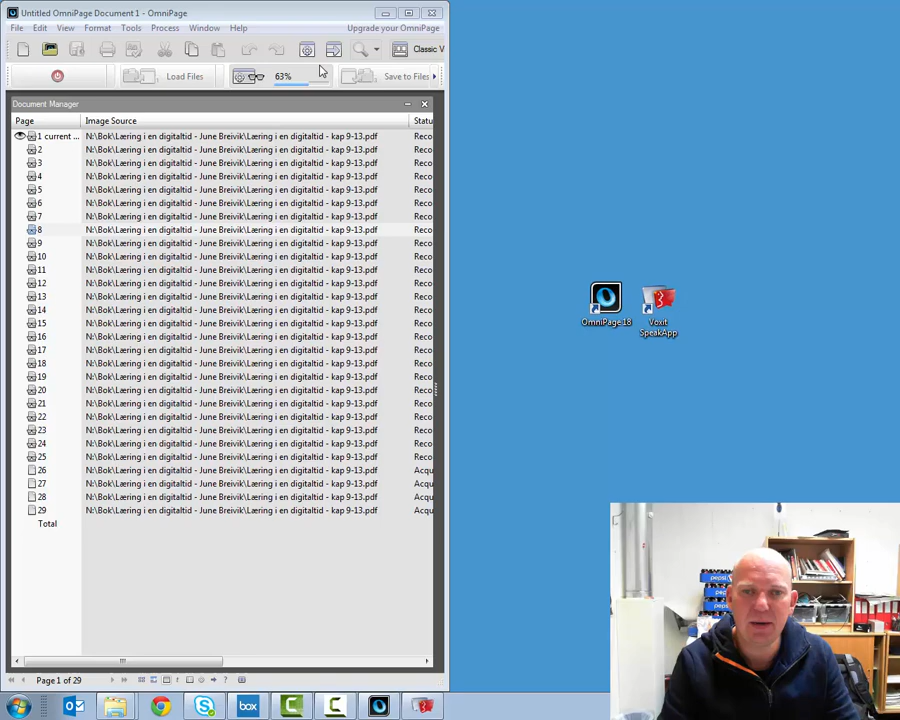 Untitled OmniPage Document 1 - OmniPage
File Edit View Format Tools Process Window Help Upgrade your OmniPage
Classic V
Load Files 63% Save to Files
Document Manager
Page Image Source Statu
1 current ... N:\Bok\Læring i en digitaltid - June Breivik\Læring i en digitaltid - kap 9-13.pdf Reco
2 N:\Bok\Læring i en digitaltid - June Breivik\Læring i en digitaltid - kap 9-13.pdf Reco
3 N:\Bok\Læring i en digitaltid - June Breivik\Læring i en digitaltid - kap 9-13.pdf Reco
4 N:\Bok\Læring i en digitaltid - June Breivik\Læring i en digitaltid - kap 9-13.pdf Reco
5 N:\Bok\Læring i en digitaltid - June Breivik\Læring i en digitaltid - kap 9-13.pdf Reco
6 N:\Bok\Læring i en digitaltid - June Breivik\Læring i en digitaltid - kap 9-13.pdf Reco
7 N:\Bok\Læring i en digitaltid - June Breivik\Læring i en digitaltid - kap 9-13.pdf Reco
8 N:\Bok\Læring i en digitaltid - June Breivik\Læring i en digitaltid - kap 9-13.pdf Reco
9 N:\Bok\Læring i en digitaltid - June Breivik\Læring i en digitaltid - kap 9-13.pdf Reco
10 N:\Bok\Læring i en digitaltid - June Breivik\Læring i en digitaltid - kap 9-13.pdf Reco
11 N:\Bok\Læring i en digitaltid - June Breivik\Læring i en digitaltid - kap 9-13.pdf Reco
12 N:\Bok\Læring i en digitaltid - June Breivik\Læring i en digitaltid - kap 9-13.pdf Reco
13 N:\Bok\Læring i en digitaltid - June Breivik\Læring i en digitaltid - kap 9-13.pdf Reco
14 N:\Bok\Læring i en digitaltid - June Breivik\Læring i en digitaltid - kap 9-13.pdf Reco
15 N:\Bok\Læring i en digitaltid - June Breivik\Læring i en digitaltid - kap 9-13.pdf Reco
16 N:\Bok\Læring i en digitaltid - June Breivik\Læring i en digitaltid - kap 9-13.pdf Reco
17 N:\Bok\Læring i en digitaltid - June Breivik\Læring i en digitaltid - kap 9-13.pdf Reco
18 N:\Bok\Læring i en digitaltid - June Breivik\Læring i en digitaltid - kap 9-13.pdf Reco
19 N:\Bok\Læring i en digitaltid - June Breivik\Læring i en digitaltid - kap 9-13.pdf Reco
20 N:\Bok\Læring i en digitaltid - June Breivik\Læring i en digitaltid - kap 9-13.pdf Reco
21 N:\Bok\Læring i en digitaltid - June Breivik\Læring i en digitaltid - kap 9-13.pdf Reco
22 N:\Bok\Læring i en digitaltid - June Breivik\Læring i en digitaltid - kap 9-13.pdf Reco
23 N:\Bok\Læring i en digitaltid - June Breivik\Læring i en digitaltid - kap 9-13.pdf Reco
24 N:\Bok\Læring i en digitaltid - June Breivik\Læring i en digitaltid - kap 9-13.pdf Reco
25 N:\Bok\Læring i en digitaltid - June Breivik\Læring i en digitaltid - kap 9-13.pdf Reco
26 N:\Bok\Læring i en digitaltid - June Breivik\Læring i en digitaltid - kap 9-13.pdf Acqu
27 N:\Bok\Læring i en digitaltid - June Breivik\Læring i en digitaltid - kap 9-13.pdf Acqu
28 N:\Bok\Læring i en digitaltid - June Breivik\Læring i en digitaltid - kap 9-13.pdf Acqu
29 N:\Bok\Læring i en digitaltid - June Breivik\Læring i en digitaltid - kap 9-13.pdf Acqu
Total
Page 1 of 29
OmniPage 18
Voxit
SpeakApp
pepsi
pepsi
pepsi
box